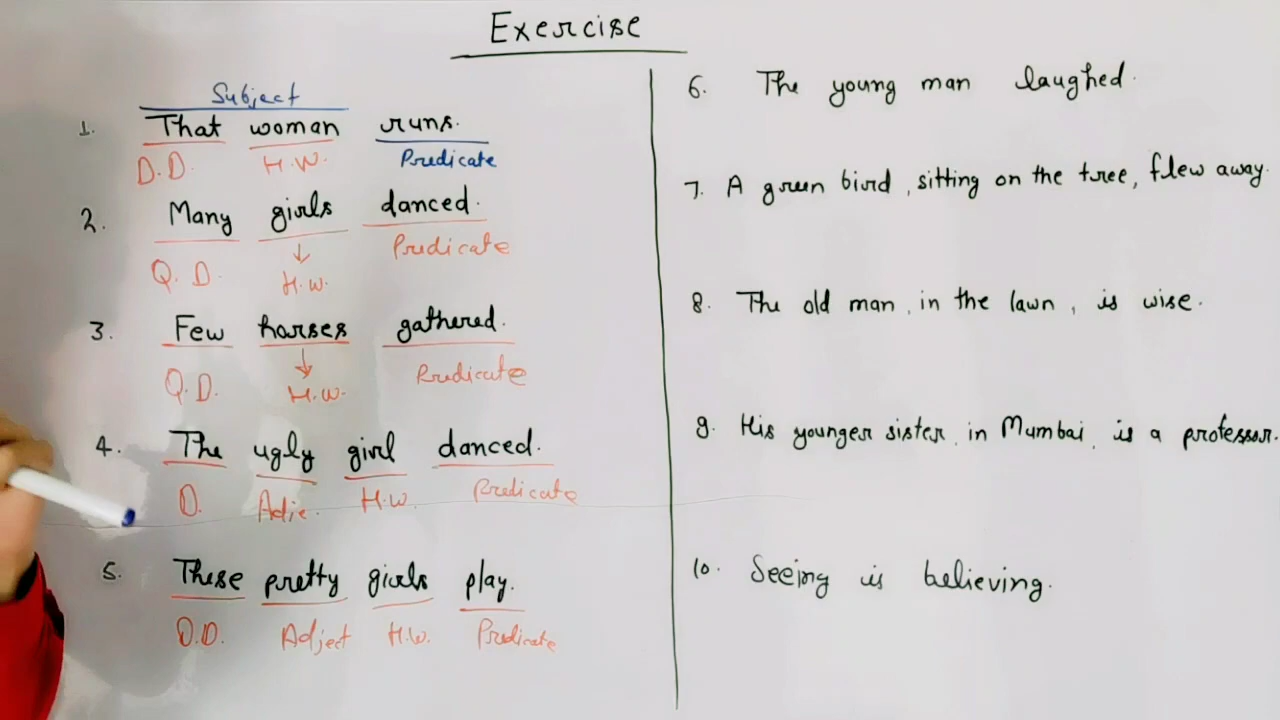 Exercise
Subject
1. That woman runs.
D.D. H.W. Predicate
2. Many girls danced.
Q.D. H.W. Predicate
3. Few horses gathered.
Q.D. H.W. Predicate
4. The ugly girl danced.
D. Adje. H.W. Predicate
5. These pretty girls play.
D.D. Adject H.W. Predicate
6. The young man laughed.
7. A green bird, sitting on the tree, flew away.
8. The old man, in the lawn, is wise.
9. His younger sister, in Mumbai, is a professor.
10. Seeing is believing.